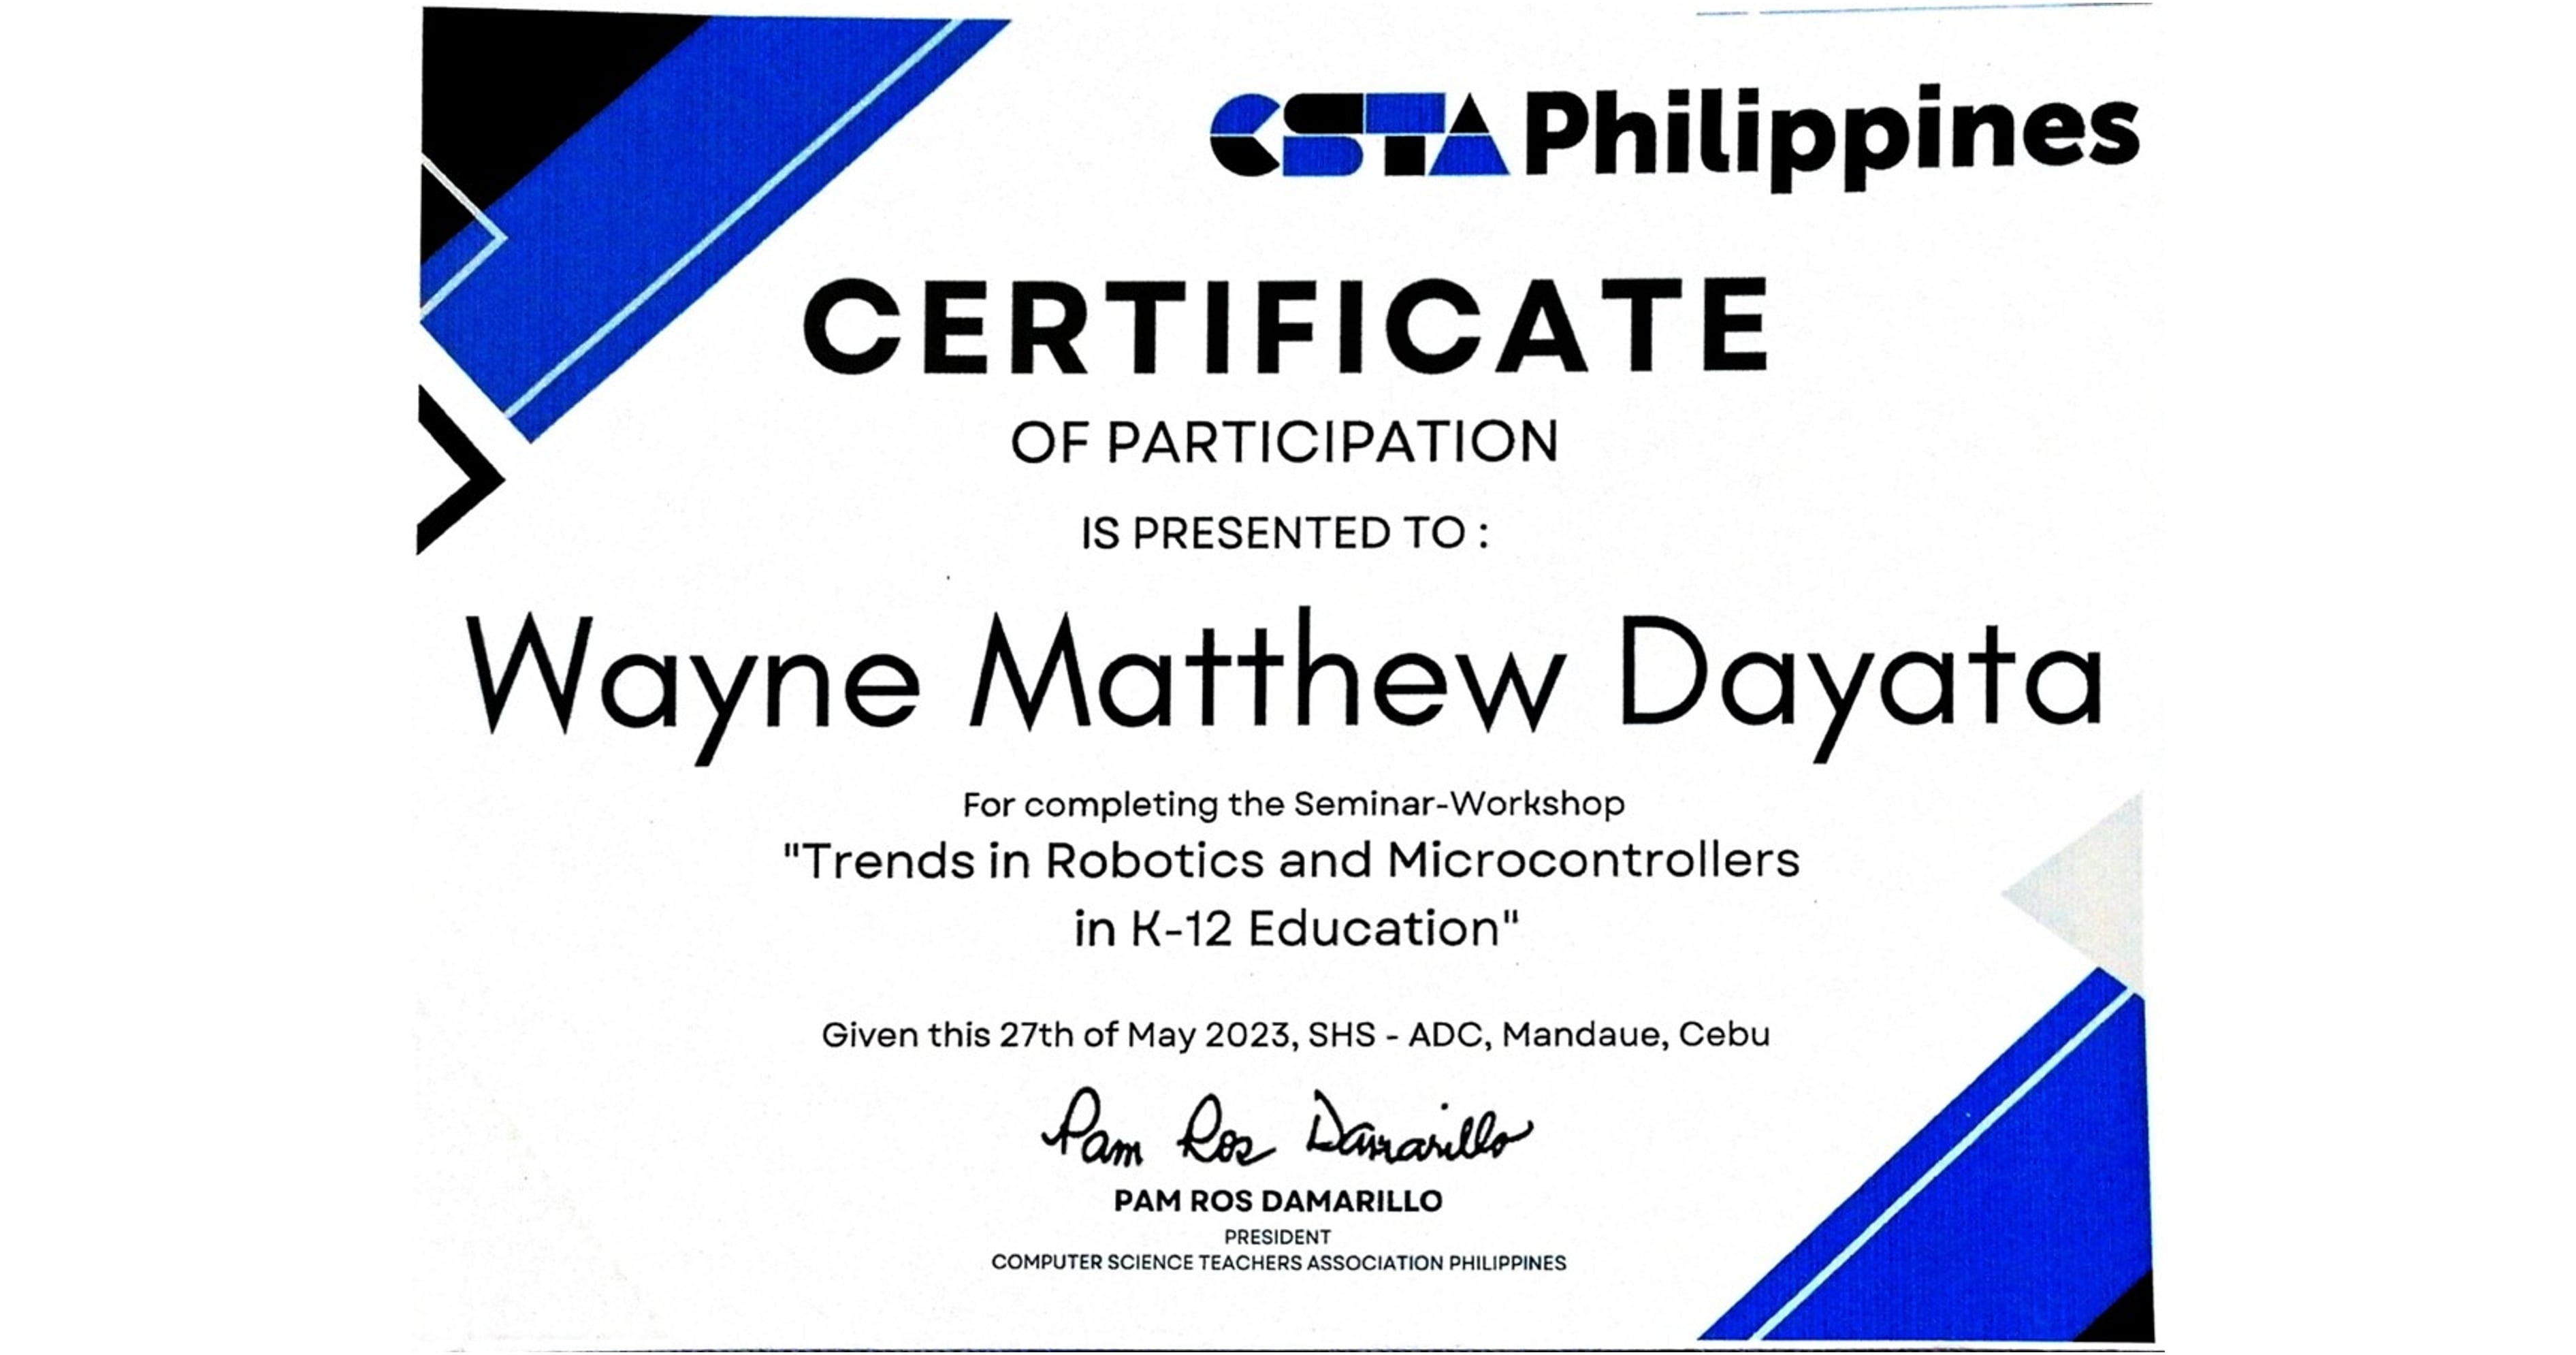 CSTA Philippines
CERTIFICATE
OF PARTICIPATION
IS PRESENTED TO :
Wayne Matthew Dayata
For completing the Seminar-Workshop
"Trends in Robotics and Microcontrollers
in K-12 Education"
Given this 27th of May 2023, SHS - ADC, Mandaue, Cebu
Pam Ros Damarillo
PAM ROS DAMARILLO
PRESIDENT
COMPUTER SCIENCE TEACHERS ASSOCIATION PHILIPPINES